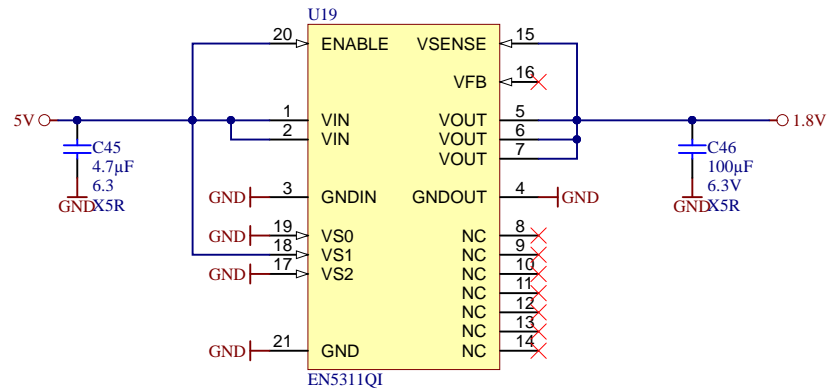 U19
20 ENABLE VSENSE 15
VFB 16
5V 1 VIN VOUT 5 1.8V
2 VIN VOUT 6
VOUT 7
C45
4.7µF
6.3
X5R
GND
C46
100µF
6.3V
X5R
GND
GND 3 GNDIN GNDOUT 4 GND
GND 19 VS0 NC 8
18 VS1 NC 9
GND 17 VS2 NC 10
NC 11
NC 12
NC 13
GND 21 GND NC 14
EN5311QI